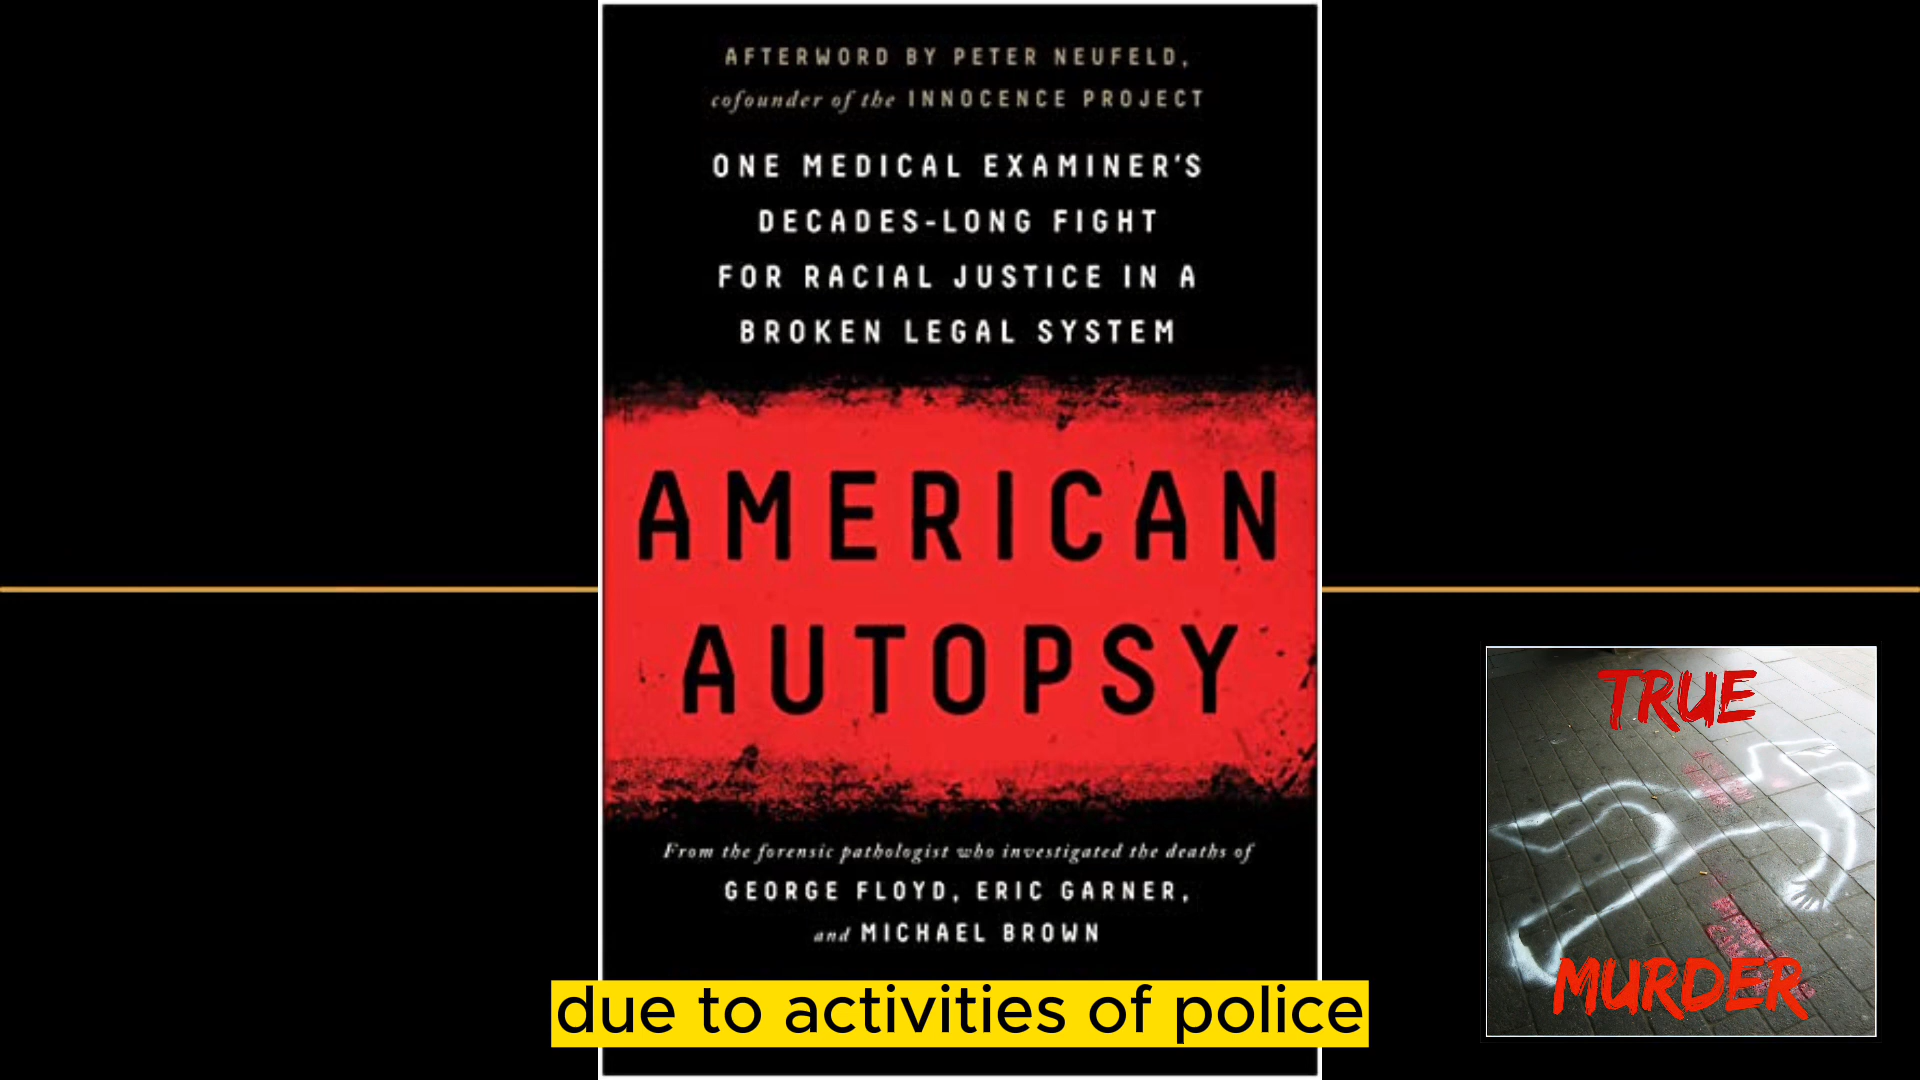 AFTERWORD BY PETER NEUFELD,
cofounder of the INNOCENCE PROJECT
ONE MEDICAL EXAMINER'S
DECADES-LONG FIGHT
FOR RACIAL JUSTICE IN A
BROKEN LEGAL SYSTEM
AMERICAN
AUTOPSY
From the forensic pathologist who investigated the deaths of
GEORGE FLOYD, ERIC GARNER,
and MICHAEL BROWN
due to activities of police
TRUE
MURDER